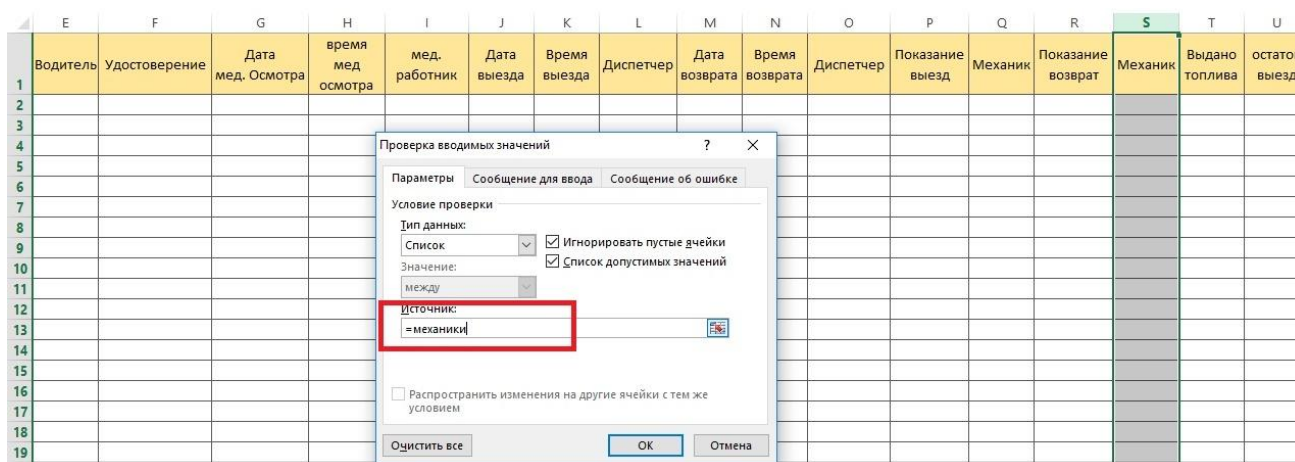 E F G H I J K L M N O P Q R S T U
Водитель Удостоверение Дата мед. Осмотра время мед осмотра мед. работник Дата выезда Время выезда Диспетчер Дата возврата Время возврата Диспетчер Показание выезд Механик Показание возврат Механик Выдано топлива остато выезд
1
2
3
4
5
6
7
8
9
10
11
12
13
14
15
16
17
18
19
Проверка вводимых значений ?
Параметры Сообщение для ввода Сообщение об ошибке
Условие проверки
Тип данных:
Список Игнорировать пустые ячейки
Значение: Список допустимых значений
между
Источник:
=механики
Распространить изменения на другие ячейки с тем же
условием
Очистить все ОК Отмена